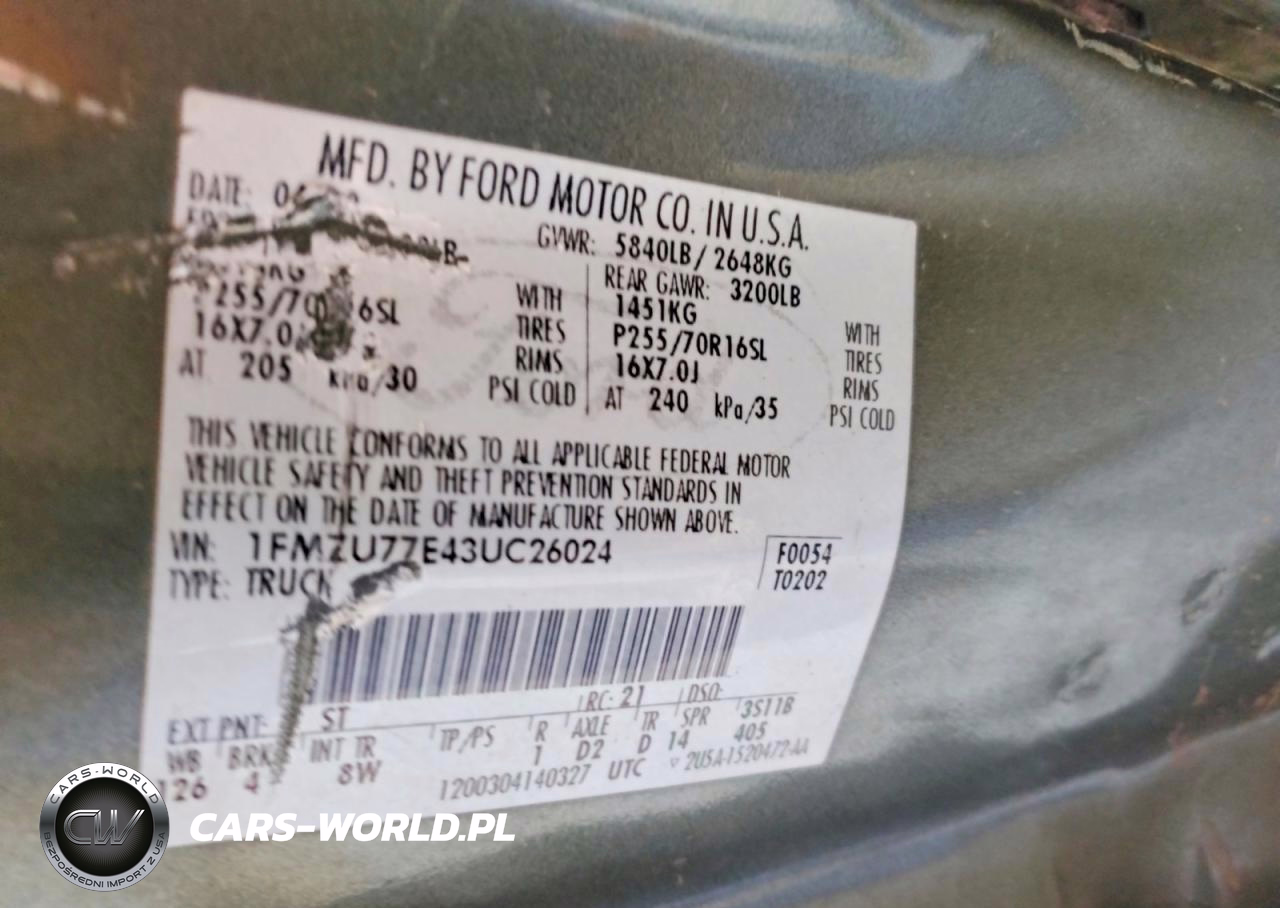 MFD. BY FORD MOTOR CO. IN U.S.A.
DATE: GVWR: 5840LB / 2648KG
REAR GAWR: 3200LB
WITH 1451KG WITH
TIRES P255/70R16SL TIRES
16X7.0 RIMS 16X7.0J RIMS
AT 205 kPa/30 PSI COLD AT 240 kPa/35 PSI COLD
THIS VEHICLE CONFORMS TO ALL APPLICABLE FEDERAL MOTOR
VEHICLE SAFETY AND THEFT PREVENTION STANDARDS IN
EFFECT ON THE DATE OF MANUFACTURE SHOWN ABOVE.
VIN: 1FMZU77E43UC26024
F0054
TYPE: TRUCK
T0202
EXT PNT: ST RC: 21 DSO:
WB BRK INT TR TP/PS R AXLE TR SPR 3S11B
126 4 8W 1 D2 D 14 405
1200304140327 UTC 2U5A-1520472-AA
CARS-WORLD
CW
BEZPOŚREDNI IMPORT Z USA
CARS-WORLD.PL